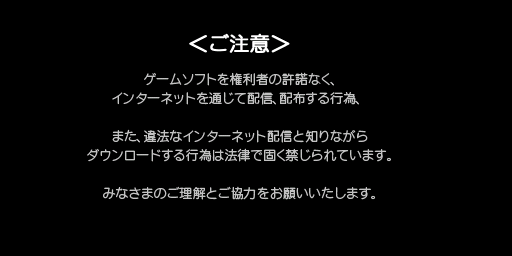 ＜ご注意＞
ゲームソフトを権利者の許諾なく、
インターネットを通じて配信、配布する行為、
また、違法なインターネット配信と知りながら
ダウンロードする行為は法律で固く禁じられています。
みなさまのご理解とご協力をお願いいたします。